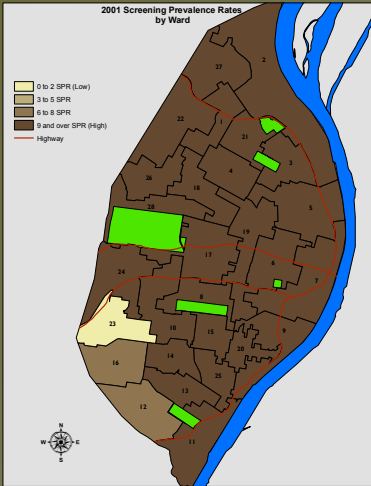 2001 Screening Prevalence Rates
by Ward
0 to 2 SPR (Low)
3 to 5 SPR
6 to 8 SPR
9 and over SPR (High)
Highway
2
27
22
1
21
3
4
26
18
5
28
19
17
6
7
24
8
23
10
15
9
20
14
16
25
13
12
11
N
W
E
S